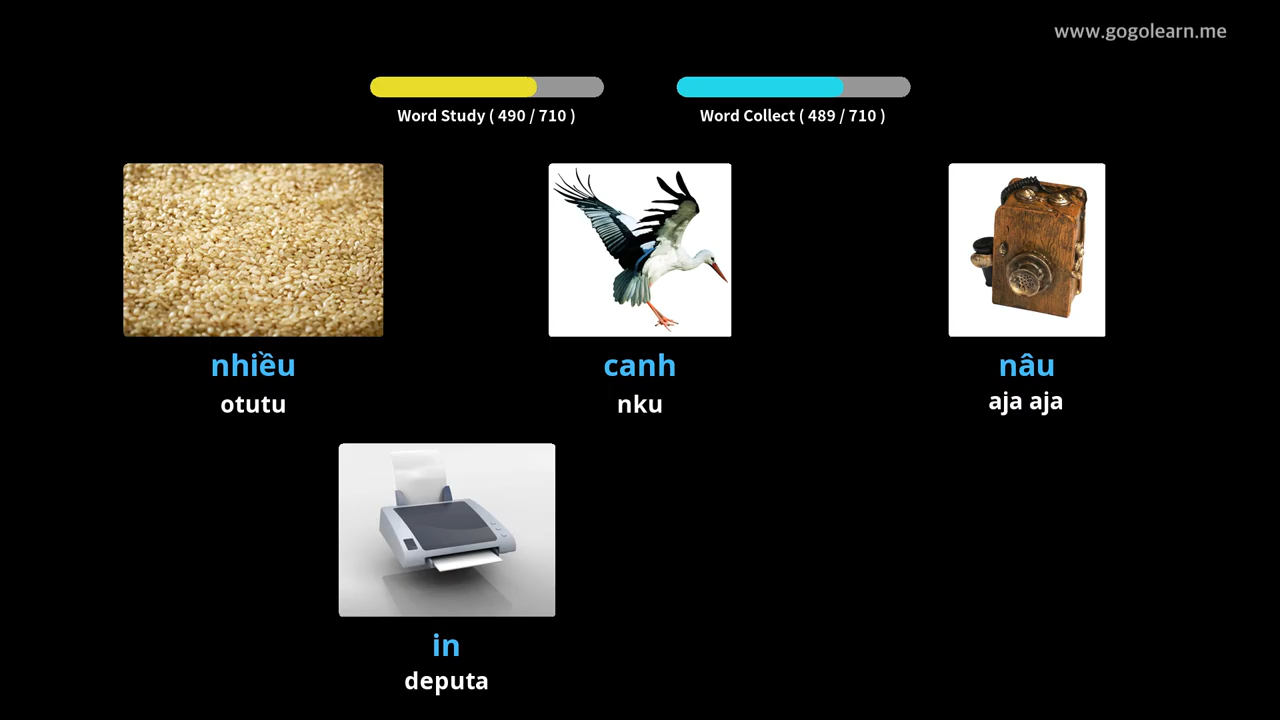 www.gogolearn.me
Word Study ( 490 / 710 )
Word Collect ( 489 / 710 )
nhiều
otutu
canh
nku
nâu
aja aja
in
deputa